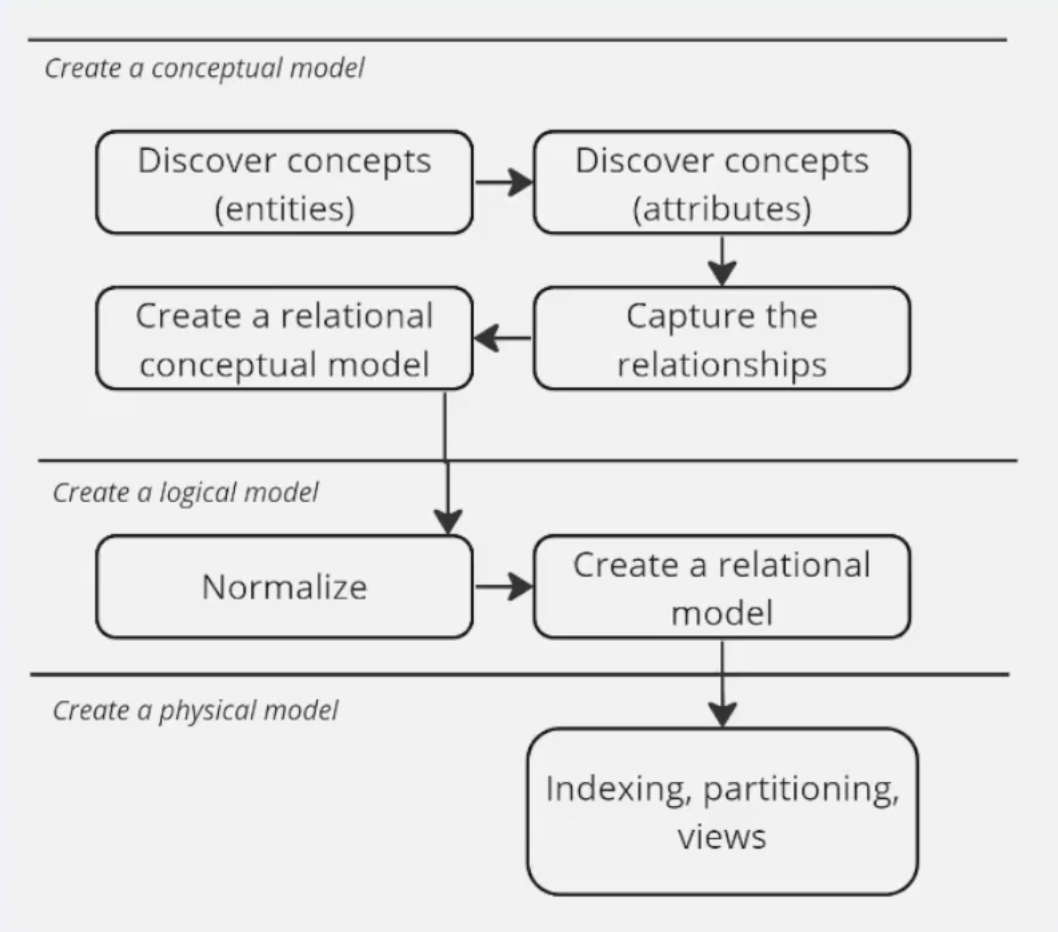 Create a conceptual model
Discover concepts
(entities)
Discover concepts
(attributes)
Create a relational
conceptual model
Capture the
relationships
Create a logical model
Normalize
Create a relational
model
Create a physical model
Indexing, partitioning,
views